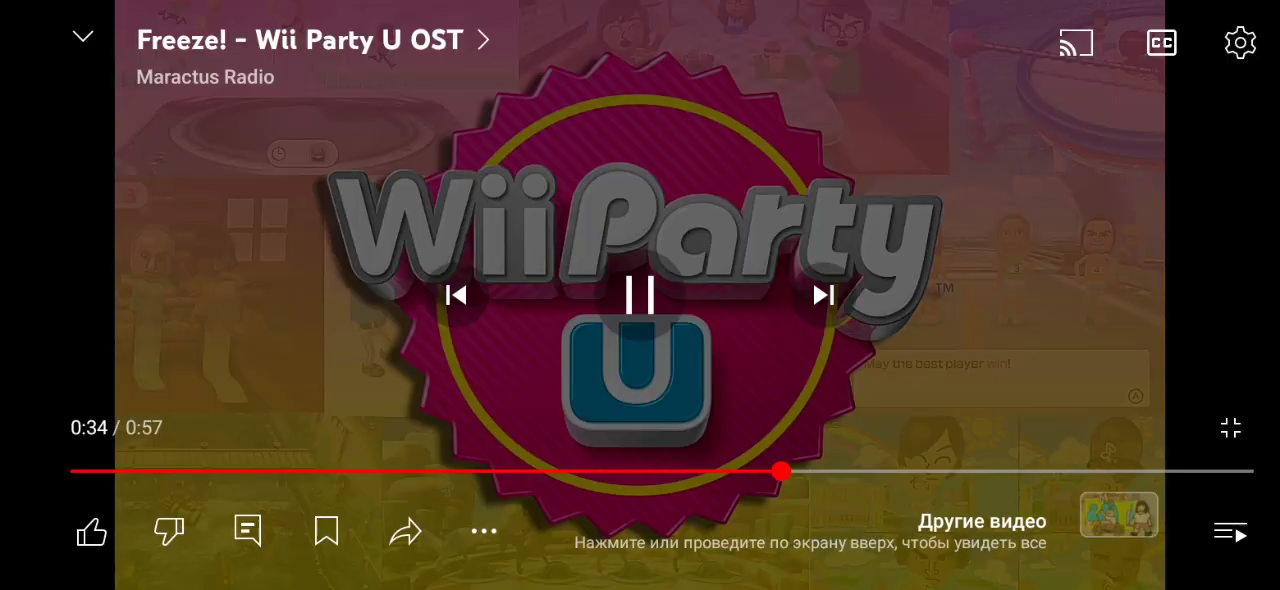 Freeze! - Wii Party U OST
Maractus Radio
CC
Wii Party
TM
U
May the best player win!
A
0:34 / 0:57
Другие видео
Нажмите или проведите по экрану вверх, чтобы увидеть все